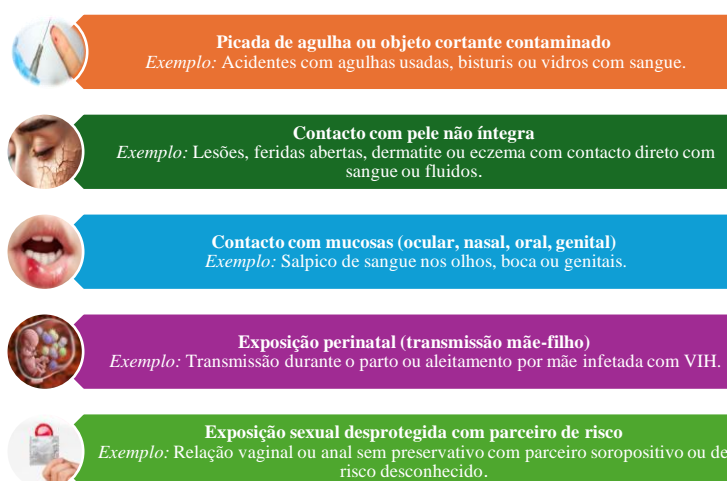 Picada de agulha ou objeto cortante contaminado
Exemplo: Acidentes com agulhas usadas, bisturis ou vidros com sangue.
Contacto com pele não íntegra
Exemplo: Lesões, feridas abertas, dermatite ou eczema com contacto direto com
sangue ou fluidos.
Contacto com mucosas (ocular, nasal, oral, genital)
Exemplo: Salpico de sangue nos olhos, boca ou genitais.
Exposição perinatal (transmissão mãe-filho)
Exemplo: Transmissão durante o parto ou aleitamento por mãe infetada com VIH.
Exposição sexual desprotegida com parceiro de risco
Exemplo: Relação vaginal ou anal sem preservativo com parceiro soropositivo ou de
risco desconhecido.